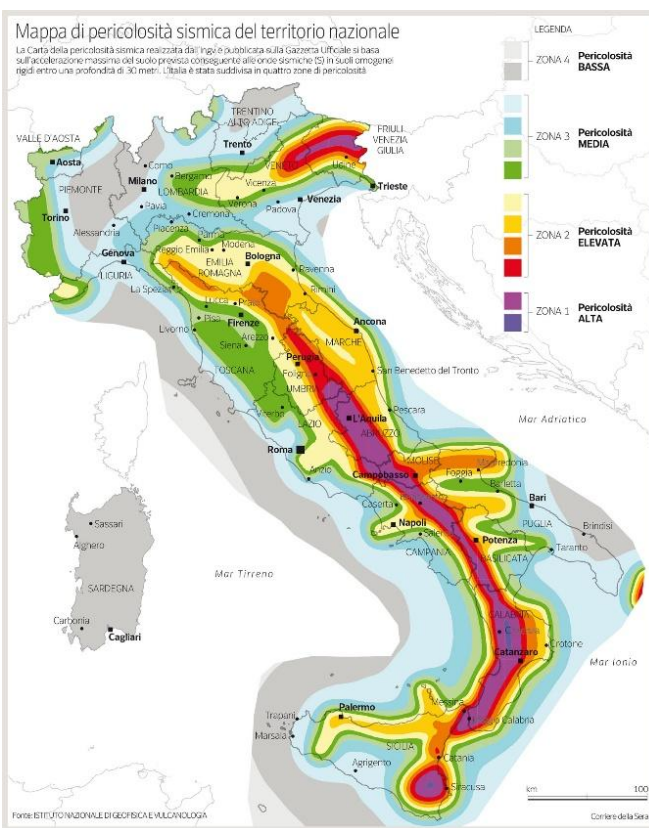 Mappa di pericolosità sismica del territorio nazionale
La Carta della pericolosità sismica realizzata dall'Ingv e pubblicata sulla Gazzetta Ufficiale si basa
sull'accelerazione massima del suolo prevista conseguente alle onde sismiche (S) in suoli omogenei
rigidi entro una profondità di 30 metri. L'Italia è stata suddivisa in quattro zone di pericolosità
LEGENDA
ZONA 4 Pericolosità
BASSA
ZONA 3 Pericolosità
MEDIA
ZONA 2 Pericolosità
ELEVATA
ZONA 1 Pericolosità
ALTA
TRENTINO
ALTO ADIGE
FRIULI
VENEZIA
GIULIA
VALLE D'AOSTA
Aosta
Trento
Udine
VENETO
Trieste
Como
Bergamo
Milano
LOMBARDIA
Vicenza
Verona
Padova
Venezia
PIEMONTE
Torino
Pavia
Cremona
Piacenza
Alessandria
Parma
Reggio Emilia
Modena
Bologna
EMILIA
ROMAGNA
Ravenna
Rimini
Genova
LIGURIA
La Spezia
Lucca
Prato
Pisa
Firenze
Livorno
Arezzo
Siena
TOSCANA
Ancona
MARCHE
Perugia
Foligno
UMBRIA
San Benedetto del Tronto
Viterbo
LAZIO
L'Aquila
ABRUZZO
Pescara
Roma
Anzio
MOLISE
Campobasso
Manfredonia
Foggia
Barletta
Bari
PUGLIA
Brindisi
Taranto
Caserta
Napoli
CAMPANIA
Potenza
BASILICATA
Mar Adriatico
Mar Tirreno
Mar Ionio
Sassari
Alghero
SARDEGNA
Carbonia
Cagliari
CALABRIA
Crotone
Catanzaro
Messina
Reggio Calabria
Palermo
Trapani
Marsala
SICILIA
Agrigento
Catania
Siracusa
km 100
Fonte: ISTITUTO NAZIONALE DI GEOFISICA E VULCANOLOGIA
Corriere della Sera